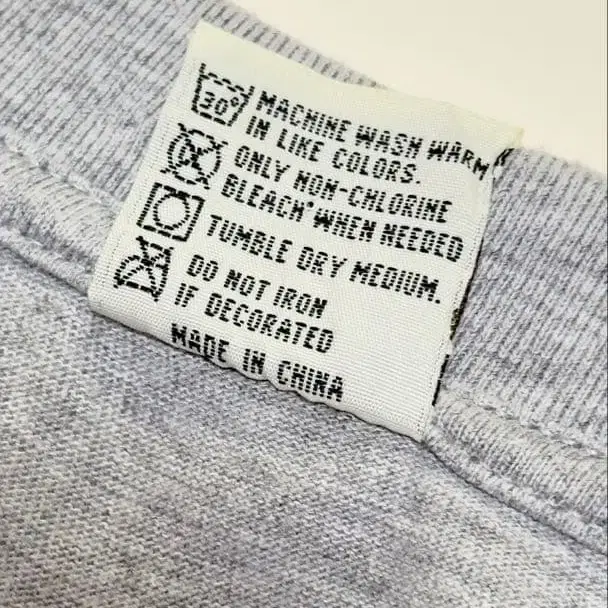 30° MACHINE WASH WARM
IN LIKE COLORS.
ONLY NON-CHLORINE
BLEACH WHEN NEEDED
TUMBLE DRY MEDIUM.
DO NOT IRON
IF DECORATED
MADE IN CHINA